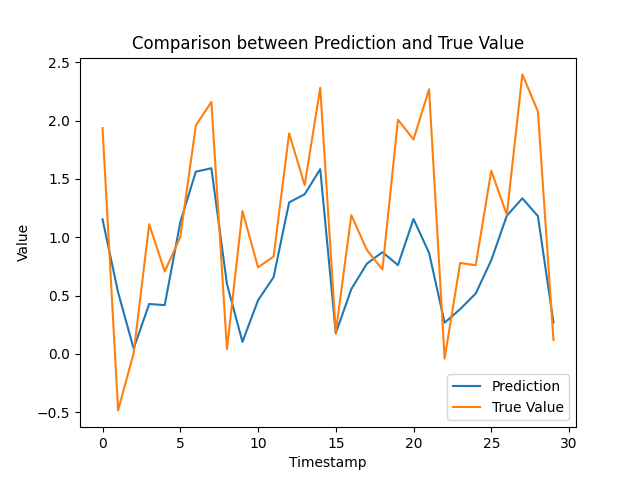 Comparison between Prediction and True Value
2.5
2.0
1.5
1.0
0.5
0.0
−0.5
Value
0 5 10 15 20 25 30
Timestamp
Prediction
True Value